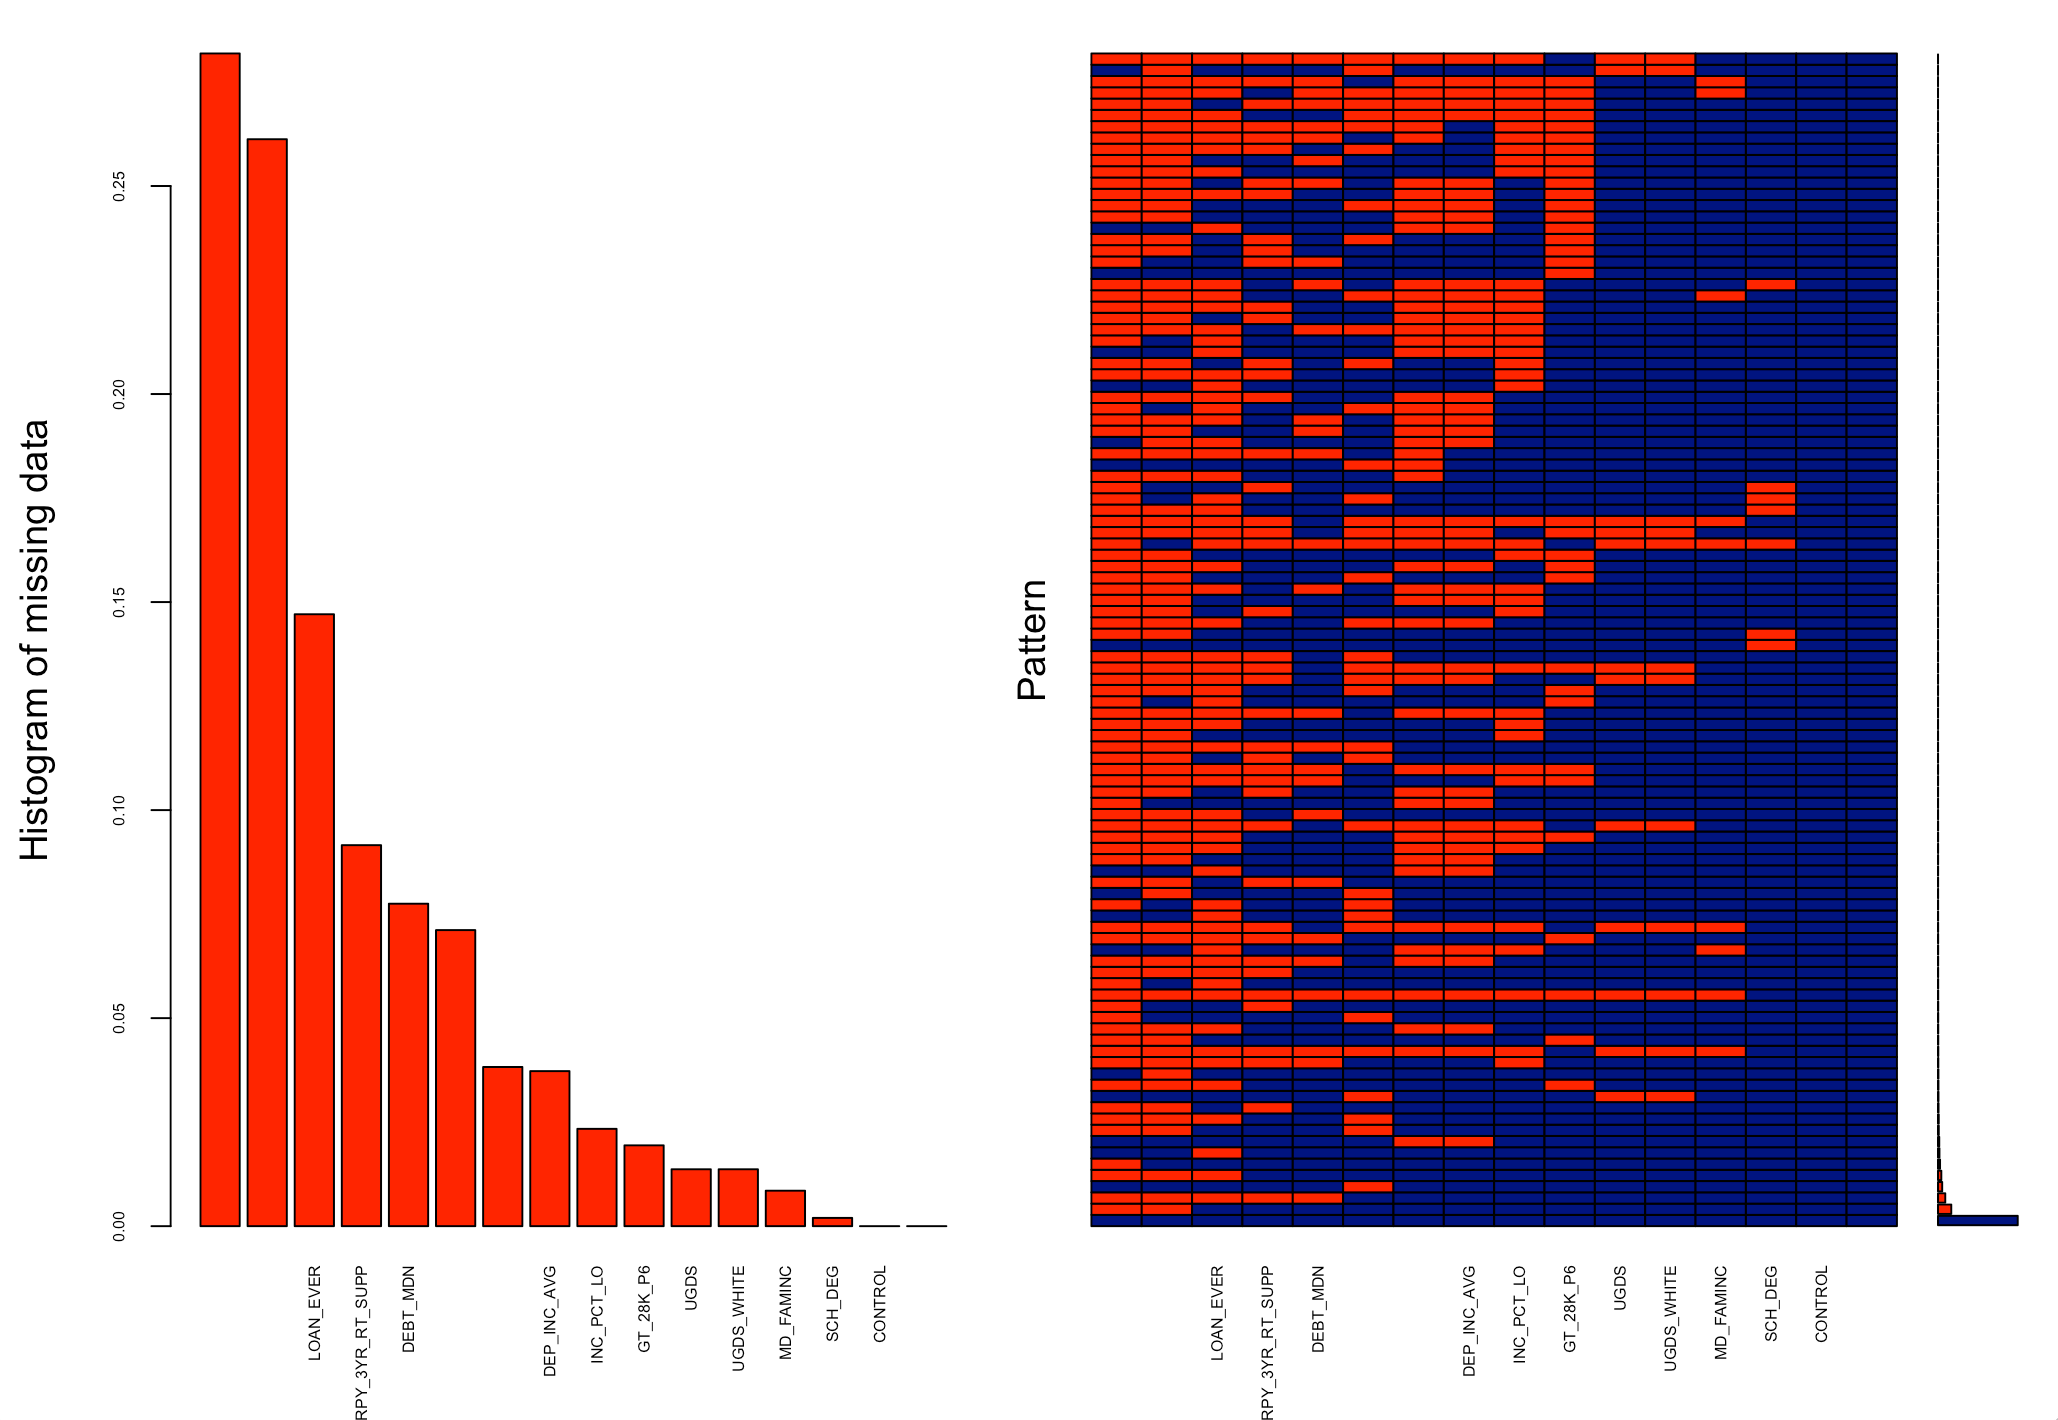 Histogram of missing data
0.00
0.05
0.10
0.15
0.20
0.25
LOAN_EVER
RPY_3YR_RT_SUPP
DEBT_MDN
DEP_INC_AVG
INC_PCT_LO
GT_28K_P6
UGDS
UGDS_WHITE
MD_FAMINC
SCH_DEG
CONTROL
Pattern
LOAN_EVER
RPY_3YR_RT_SUPP
DEBT_MDN
DEP_INC_AVG
INC_PCT_LO
GT_28K_P6
UGDS
UGDS_WHITE
MD_FAMINC
SCH_DEG
CONTROL